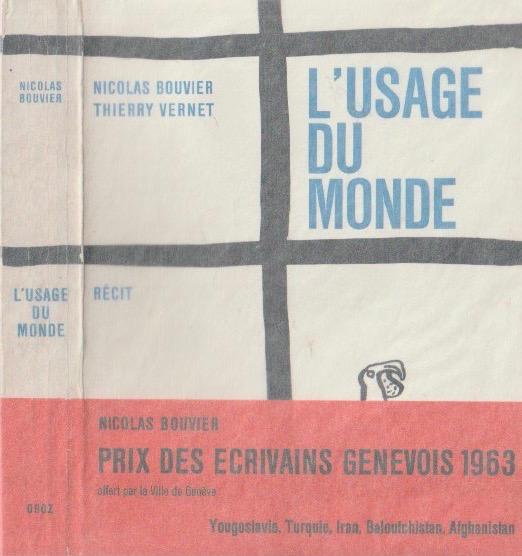 NICOLAS
BOUVIER
L'USAGE
DU
MONDE
DROZ
NICOLAS BOUVIER
THIERRY VERNET
L'USAGE
DU
MONDE
RÉCIT
NICOLAS BOUVIER
PRIX DES ECRIVAINS GENEVOIS 1963
offert par la Ville de Genève
Yougoslavie, Turquie, Iran, Baloutchistan, Afghanistan